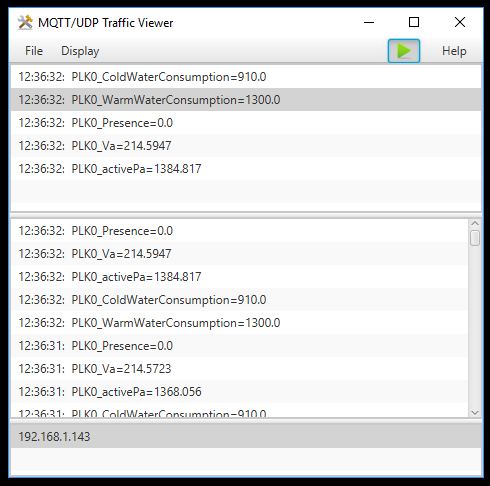 MQTT/UDP Traffic Viewer
File Display Help
12:36:32: PLK0_ColdWaterConsumption=910.0
12:36:32: PLK0_WarmWaterConsumption=1300.0
12:36:32: PLK0_Presence=0.0
12:36:32: PLK0_Va=214.5947
12:36:32: PLK0_activePa=1384.817
12:36:32: PLK0_Presence=0.0
12:36:32: PLK0_Va=214.5947
12:36:32: PLK0_activePa=1384.817
12:36:32: PLK0_ColdWaterConsumption=910.0
12:36:32: PLK0_WarmWaterConsumption=1300.0
12:36:31: PLK0_Presence=0.0
12:36:31: PLK0_Va=214.5723
12:36:31: PLK0_activePa=1368.056
12:36:31: PLK0_ColdWaterConsumption=910.0
192.168.1.143